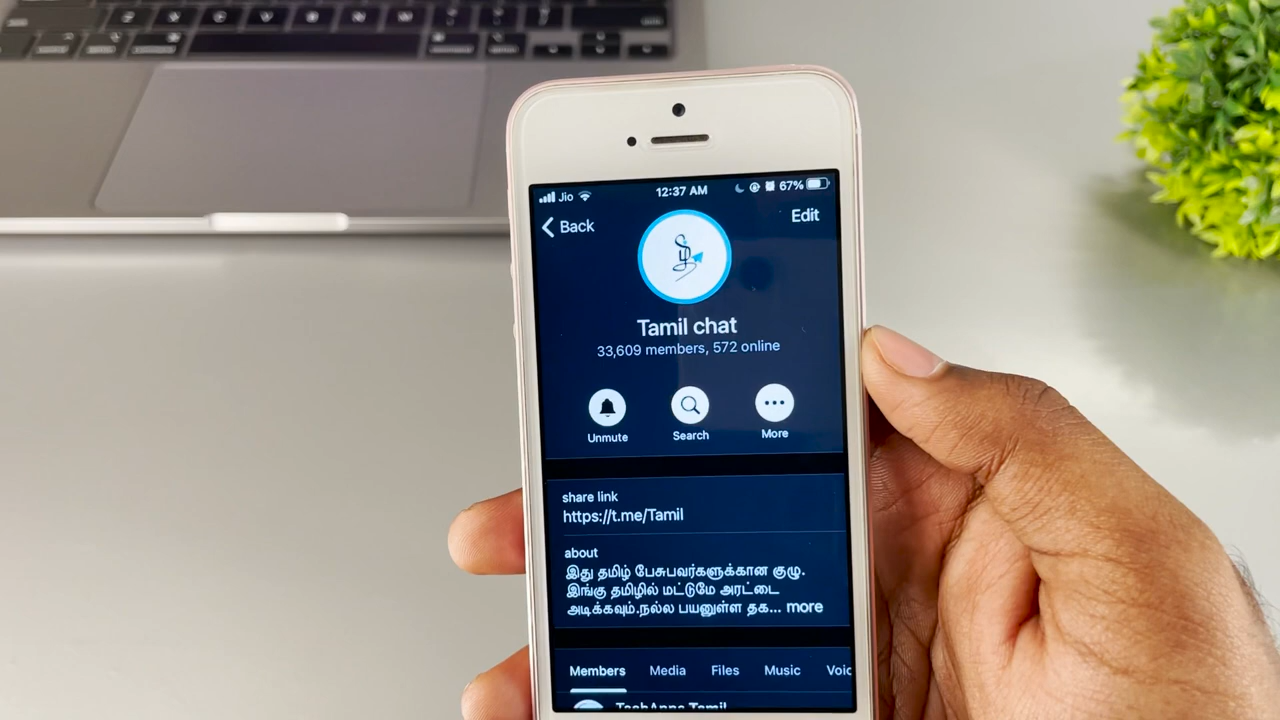 Jio 12:37 AM 67%
Back Edit
Tamil chat
33,609 members, 572 online
Unmute Search More
share link
https://t.me/Tamil
about
இது தமிழ் பேசுபவர்களுக்கான குழு.
இங்கு தமிழில் மட்டுமே அரட்டை
அடிக்கவும்.நல்ல பயனுள்ள தக... more
Members Media Files Music Voic